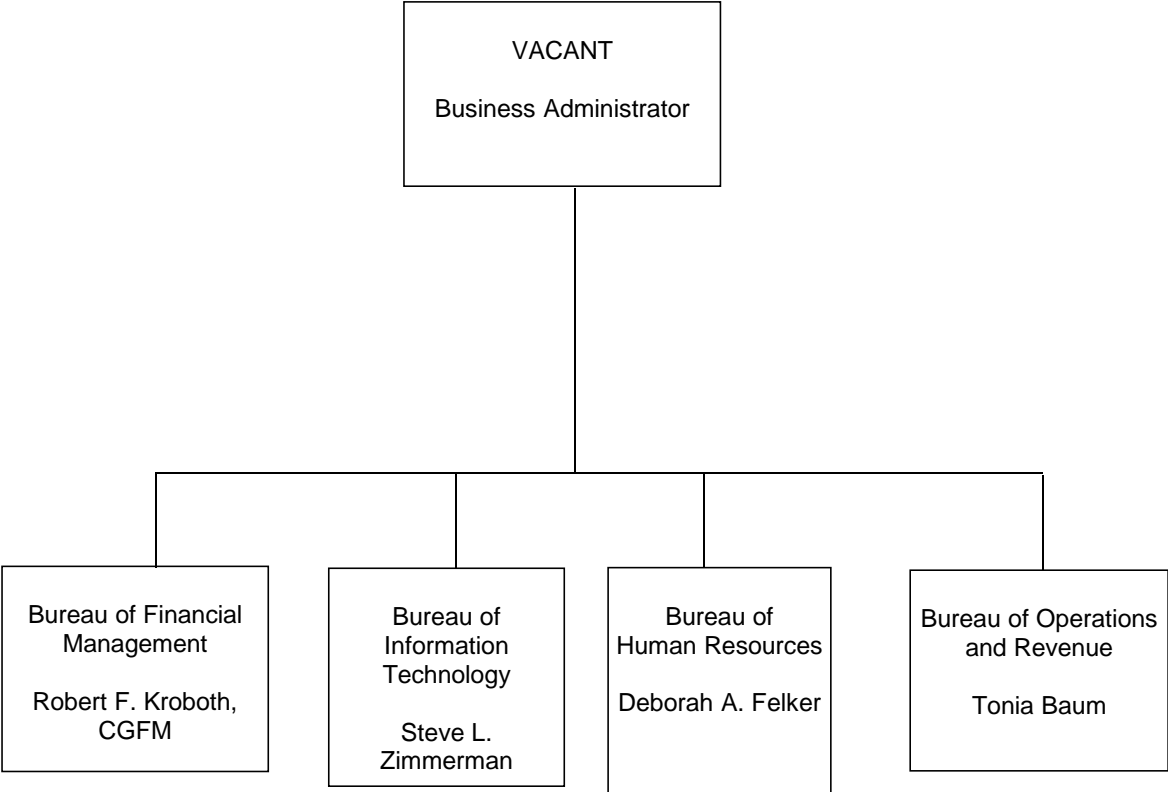 VACANT
Business Administrator
Bureau of Financial
Management
Robert F. Kroboth,
CGFM
Bureau of
Information
Technology
Steve L.
Zimmerman
Bureau of
Human Resources
Deborah A. Felker
Bureau of Operations
and Revenue
Tonia Baum